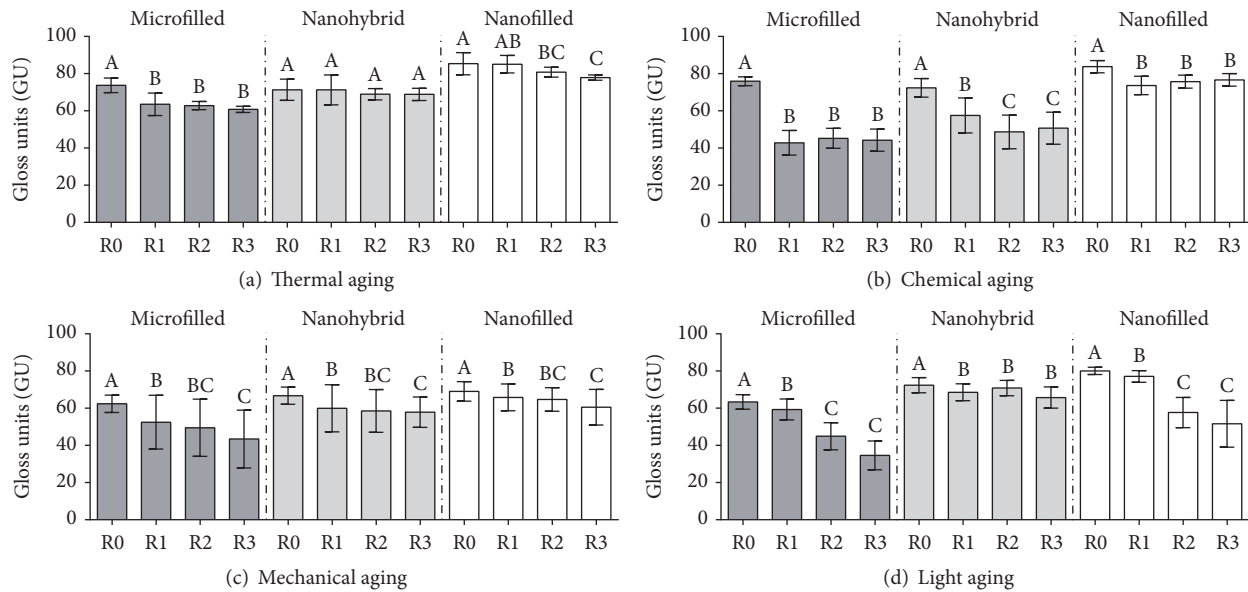 Microfilled Nanohybrid Nanofilled
Gloss units (GU)
100
80
60
40
20
0
A B B B A A A A A AB BC C
R0 R1 R2 R3 R0 R1 R2 R3 R0 R1 R2 R3
(a) Thermal aging
Microfilled Nanohybrid Nanofilled
Gloss units (GU)
100
80
60
40
20
0
A B B B A B C C A B B B
R0 R1 R2 R3 R0 R1 R2 R3 R0 R1 R2 R3
(b) Chemical aging
Microfilled Nanohybrid Nanofilled
Gloss units (GU)
100
80
60
40
20
0
A B BC C A B BC C A B BC C
R0 R1 R2 R3 R0 R1 R2 R3 R0 R1 R2 R3
(c) Mechanical aging
Microfilled Nanohybrid Nanofilled
Gloss units (GU)
100
80
60
40
20
0
A B C C A B B B A B C C
R0 R1 R2 R3 R0 R1 R2 R3 R0 R1 R2 R3
(d) Light aging